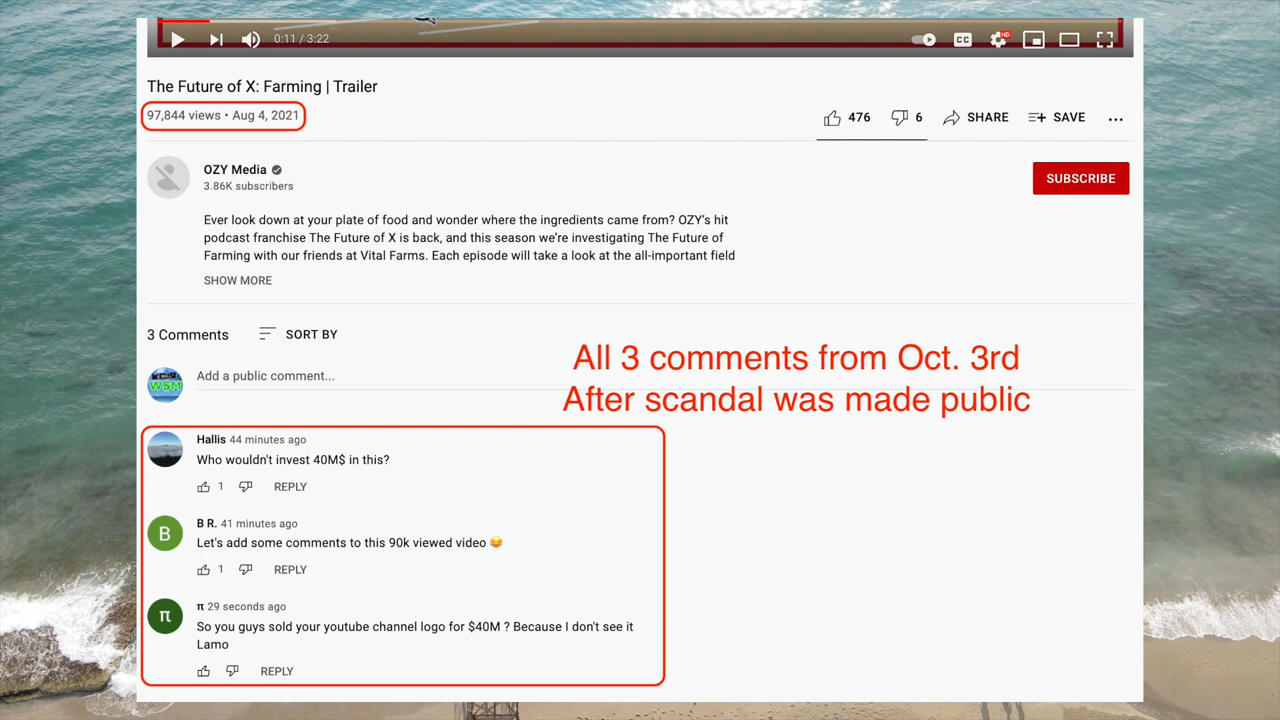 0:11 / 3:22
CC
HD
The Future of X: Farming | Trailer
97,844 views • Aug 4, 2021
476
6
SHARE
SAVE
OZY Media
3.86K subscribers
SUBSCRIBE
Ever look down at your plate of food and wonder where the ingredients came from? OZY's hit
podcast franchise The Future of X is back, and this season we're investigating The Future of
Farming with our friends at Vital Farms. Each episode will take a look at the all-important field
SHOW MORE
3 Comments
SORT BY
All 3 comments from Oct. 3rd
After scandal was made public
WSM
Add a public comment...
Hallis 44 minutes ago
Who wouldn't invest 40M$ in this?
1
REPLY
B
B R. 41 minutes ago
Let's add some comments to this 90k viewed video 😂
1
REPLY
π
π 29 seconds ago
So you guys sold your youtube channel logo for $40M ? Because I don't see it
Lamo
REPLY